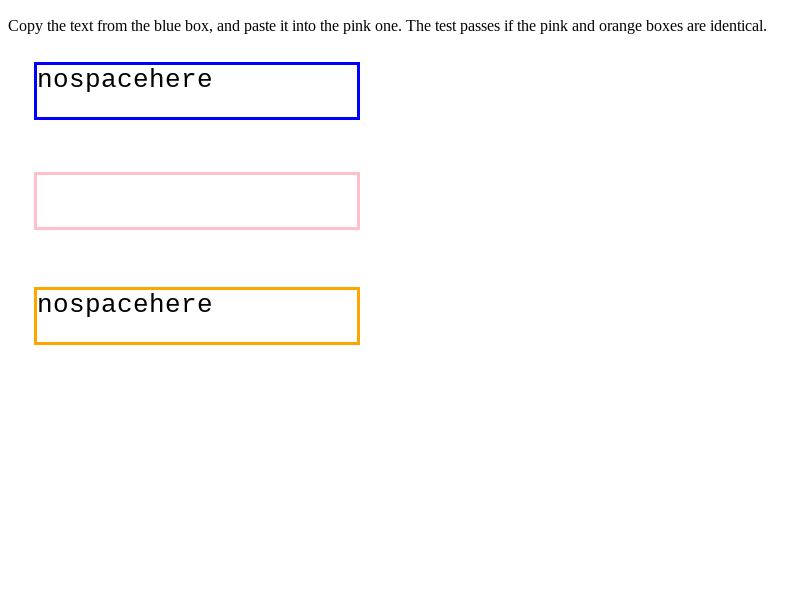 Copy the text from the blue box, and paste it into the pink one. The test passes if the pink and orange boxes are identical.
nospacehere
nospacehere